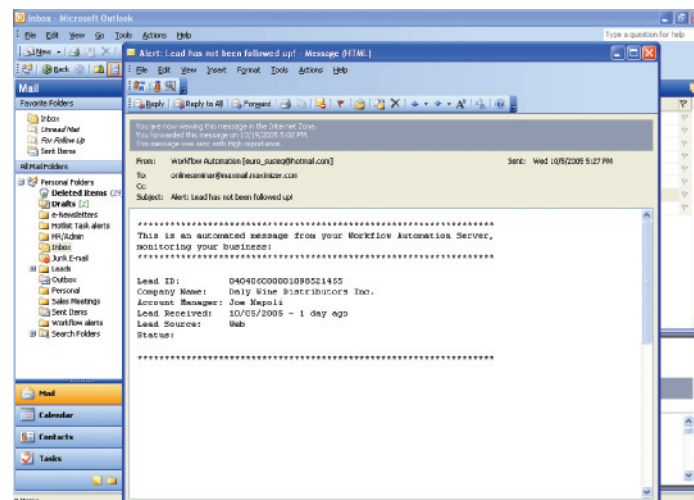 Inbox - Microsoft Outlook
File Edit View Go Tools Actions Help
Type a question for help
New
Back
Mail
Favorite Folders
Inbox
Unread Mail
For Follow Up
Sent Items
All Mail Folders
Personal Folders
Deleted Items
Drafts [2]
e-Newsletters
Hotlist Task alerts
HR/Admin
Inbox
Junk E-mail
Leads
Outbox
Personal
Sales Meetings
Sent Items
Workflow alerts
Search Folders
Mail
Calendar
Contacts
Tasks
Alert: Lead has not been followed up! - Message (HTML)
File Edit View Insert Format Tools Actions Help
Reply Reply to All Forward
You are now viewing this message in the Internet Zone.
You forwarded this message on 10/19/2005 5:02 PM.
This message was sent with High importance.
From: Workflow Automation [euro_susieg@hotmail.com] Sent: Wed 10/5/2005 5:27 PM
To: onlineseminar@maxmail.maximizer.com
Cc:
Subject: Alert: Lead has not been followed up!
****************************************************************
This is an automated message from your Workflow Automation Server,
monitoring your business:
****************************************************************
Lead ID:
Company Name: Daly Wine Distributors Inc.
Account Manager: Joe Napoli
Lead Received: 10/05/2005 - 1 day ago
Lead Source: Web
Status:
****************************************************************